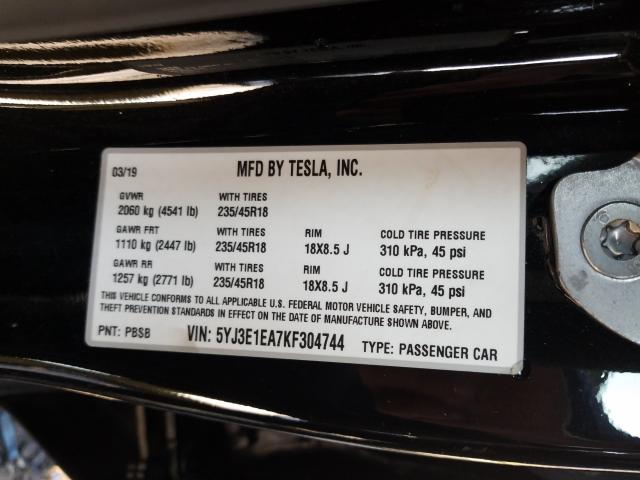 03/19 MFD BY TESLA, INC.
GVWR WITH TIRES
2060 kg (4541 lb) 235/45R18
GAWR FRT WITH TIRES RIM COLD TIRE PRESSURE
1110 kg (2447 lb) 235/45R18 18X8.5 J 310 kPa, 45 psi
GAWR RR WITH TIRES RIM COLD TIRE PRESSURE
1257 kg (2771 lb) 235/45R18 18X8.5 J 310 kPa, 45 psi
THIS VEHICLE CONFORMS TO ALL APPLICABLE U.S. FEDERAL MOTOR VEHICLE SAFETY, BUMPER, AND
THEFT PREVENTION STANDARDS IN EFFECT ON THE DATE OF MANUFACTURE SHOWN ABOVE.
PNT: PBSB VIN: 5YJ3E1EA7KF304744 TYPE: PASSENGER CAR